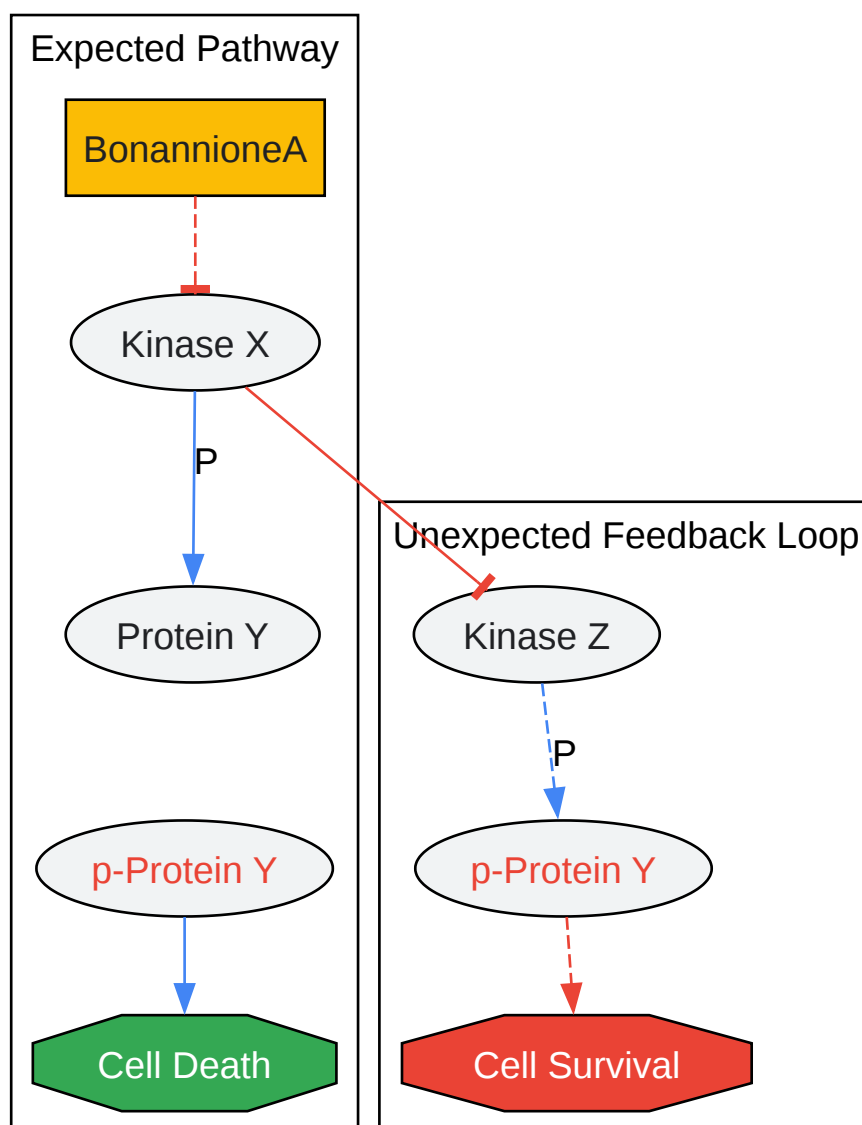 Expected Pathway
BonannioneA
Kinase X
P
Protein Y
p-Protein Y
Cell Death
Unexpected Feedback Loop
Kinase Z
P
p-Protein Y
Cell Survival